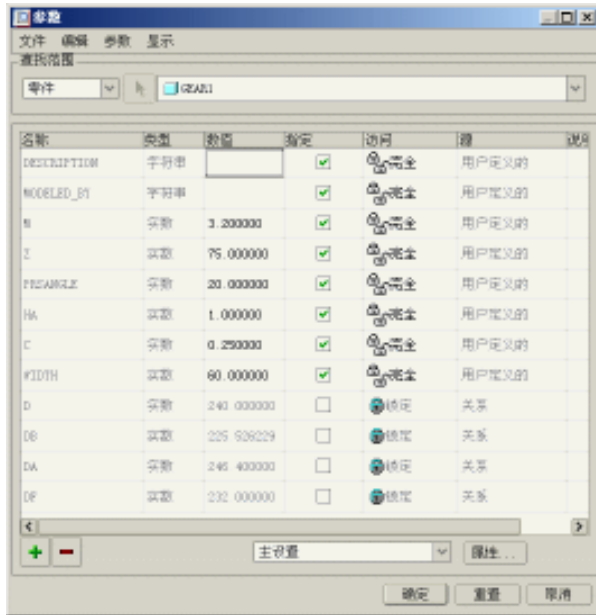 参数
文件 编辑 参数 显示
查找范围
零件 GEAR1
名称 类型 数值 指定 访问 源 说明
DESCRIPTION 字符串 完全 用户定义的
MODELED_BY 字符串 完全 用户定义的
M 实数 3.200000 完全 用户定义的
Z 实数 75.000000 完全 用户定义的
PRSANGLE 实数 20.000000 完全 用户定义的
HA 实数 1.000000 完全 用户定义的
C 实数 0.250000 完全 用户定义的
WIDTH 实数 60.000000 完全 用户定义的
D 实数 240.000000 锁定 关系
DB 实数 225.526229 锁定 关系
DA 实数 246.400000 锁定 关系
DF 实数 232.000000 锁定 关系
主设置 属性...
确定 重置 取消